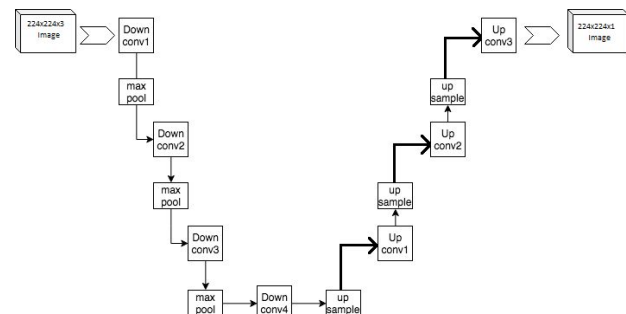 224x224x3
image
Down
conv1
max
pool
Down
conv2
max
pool
Down
conv3
max
pool
Down
conv4
up
sample
Up
conv1
up
sample
Up
conv2
up
sample
Up
conv3
224x224x1
image